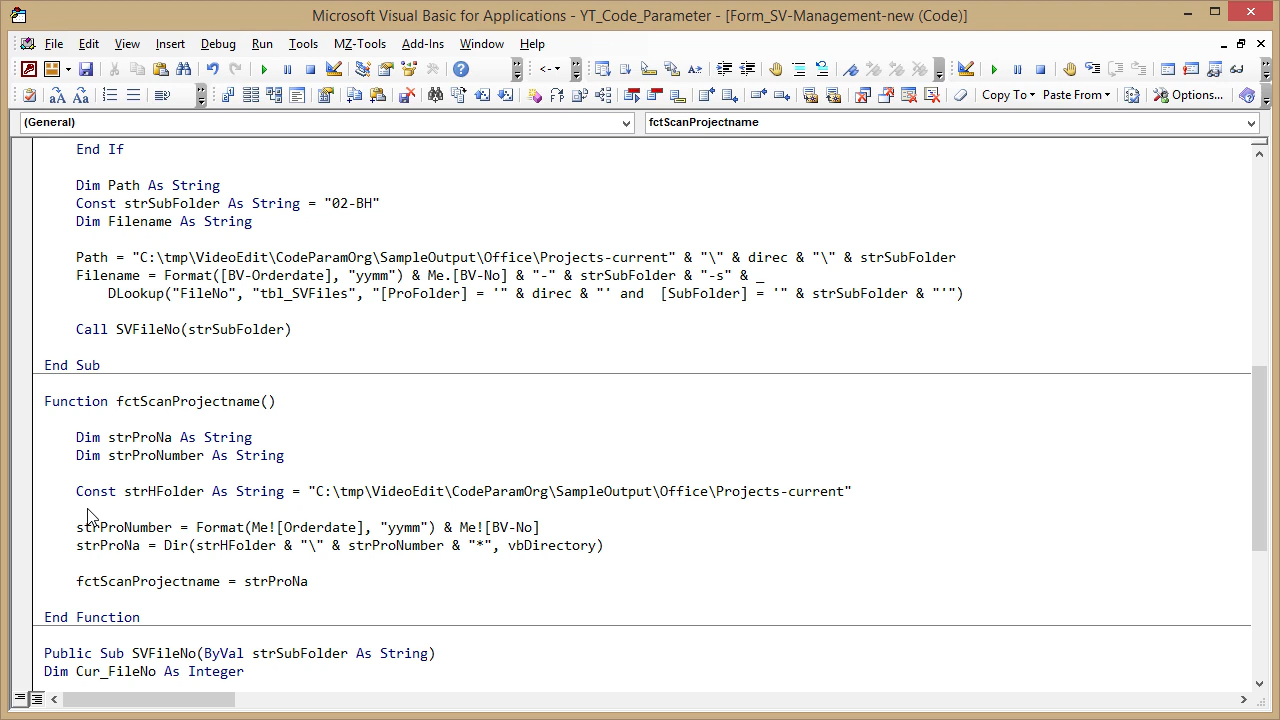 Microsoft Visual Basic for Applications - YT_Code_Parameter - [Form_SV-Management-new (Code)]
File Edit View Insert Debug Run Tools MZ-Tools Add-Ins Window Help
Copy To Paste From Options...
(General) fctScanProjectname
End If
Dim Path As String
Const strSubFolder As String = "02-BH"
Dim Filename As String
Path = "C:\tmp\VideoEdit\CodeParamOrg\SampleOutput\Office\Projects-current" & "\" & direc & "\" & strSubFolder
Filename = Format([BV-Orderdate], "yymm") & Me.[BV-No] & "-" & strSubFolder & "-s" & _
DLookup("FileNo", "tbl_SVFiles", "[ProFolder] = '" & direc & "' and  [SubFolder] = '" & strSubFolder & "'")
Call SVFileNo(strSubFolder)
End Sub
Function fctScanProjectname()
Dim strProNa As String
Dim strProNumber As String
Const strHFolder As String = "C:\tmp\VideoEdit\CodeParamOrg\SampleOutput\Office\Projects-current"
strProNumber = Format(Me![Orderdate], "yymm") & Me![BV-No]
strProNa = Dir(strHFolder & "\" & strProNumber & "*", vbDirectory)
fctScanProjectname = strProNa
End Function
Public Sub SVFileNo(ByVal strSubFolder As String)
Dim Cur_FileNo As Integer